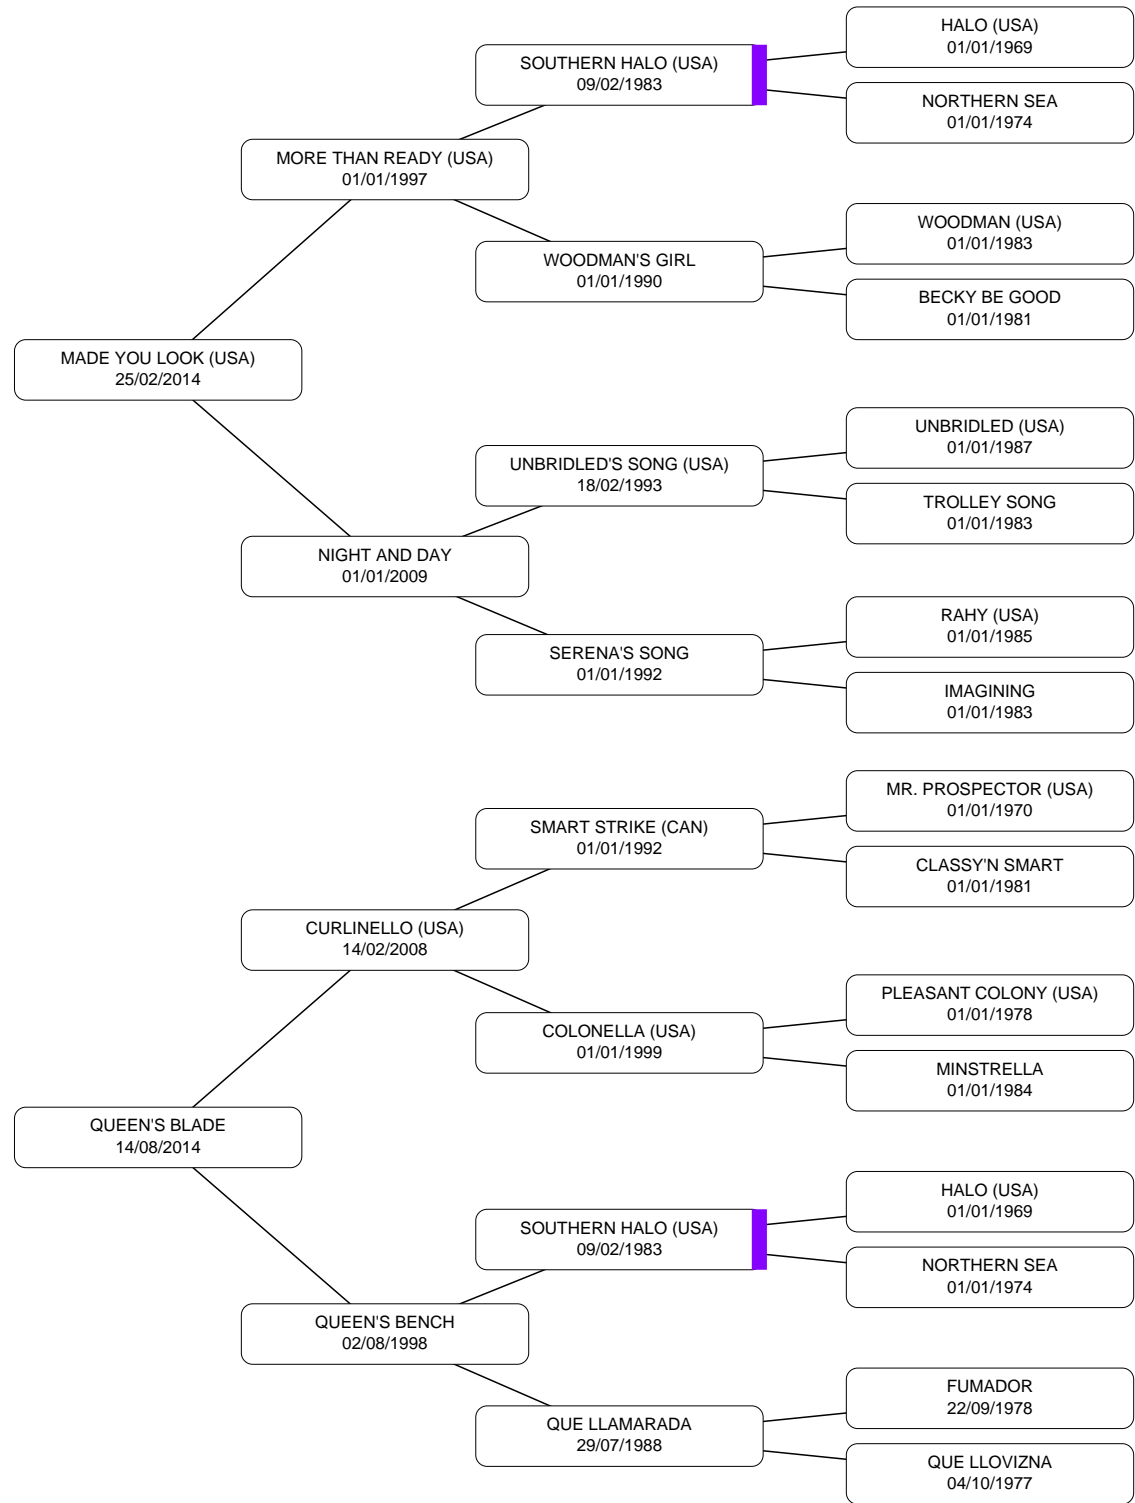 HALO (USA)
01/01/1969
SOUTHERN HALO (USA)
09/02/1983
NORTHERN SEA
01/01/1974
MORE THAN READY (USA)
01/01/1997
WOODMAN (USA)
01/01/1983
WOODMAN'S GIRL
01/01/1990
BECKY BE GOOD
01/01/1981
MADE YOU LOOK (USA)
25/02/2014
UNBRIDLED (USA)
01/01/1987
UNBRIDLED'S SONG (USA)
18/02/1993
TROLLEY SONG
01/01/1983
NIGHT AND DAY
01/01/2009
RAHY (USA)
01/01/1985
SERENA'S SONG
01/01/1992
IMAGINING
01/01/1983
MR. PROSPECTOR (USA)
01/01/1970
SMART STRIKE (CAN)
01/01/1992
CLASSY'N SMART
01/01/1981
CURLINELLO (USA)
14/02/2008
PLEASANT COLONY (USA)
01/01/1978
COLONELLA (USA)
01/01/1999
MINSTRELLA
01/01/1984
QUEEN'S BLADE
14/08/2014
HALO (USA)
01/01/1969
SOUTHERN HALO (USA)
09/02/1983
NORTHERN SEA
01/01/1974
QUEEN'S BENCH
02/08/1998
FUMADOR
22/09/1978
QUE LLAMARADA
29/07/1988
QUE LLOVIZNA
04/10/1977